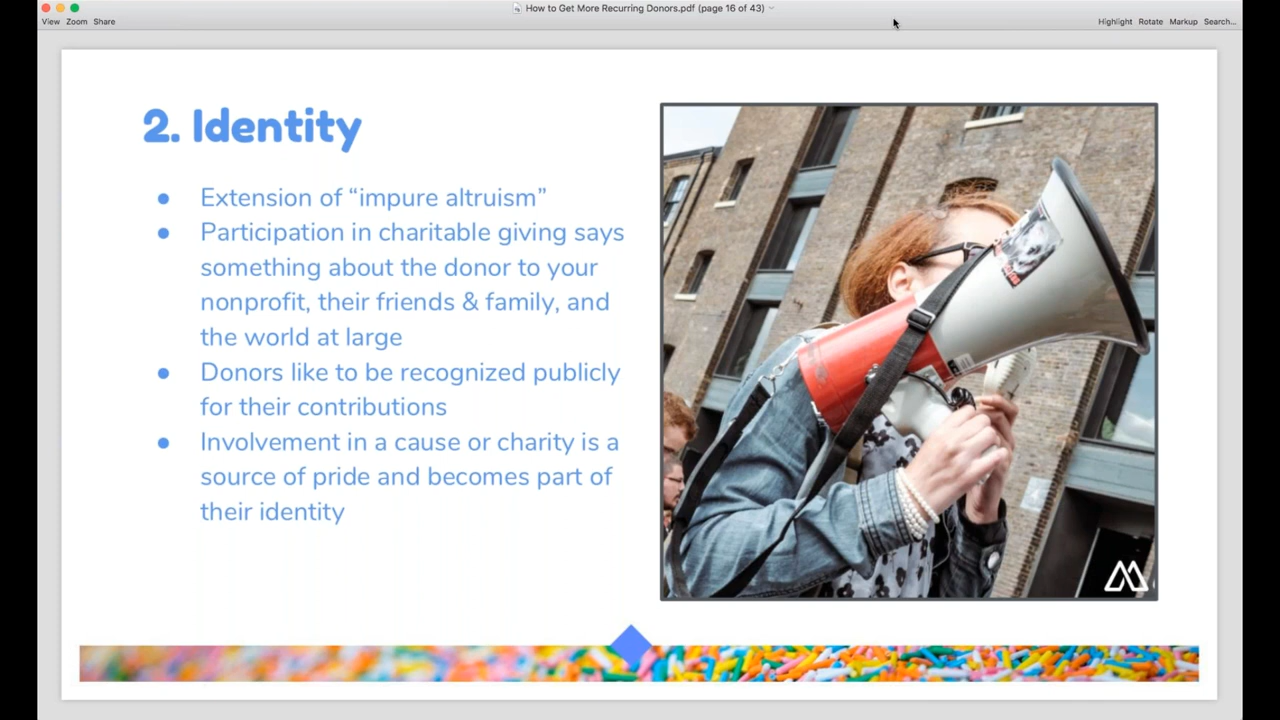 How to Get More Recurring Donors.pdf (page 16 of 43)
View Zoom Share
Highlight Rotate Markup Search...
2. Identity
● Extension of “impure altruism”
● Participation in charitable giving says
something about the donor to your
nonprofit, their friends & family, and
the world at large
● Donors like to be recognized publicly
for their contributions
● Involvement in a cause or charity is a
source of pride and becomes part of
their identity